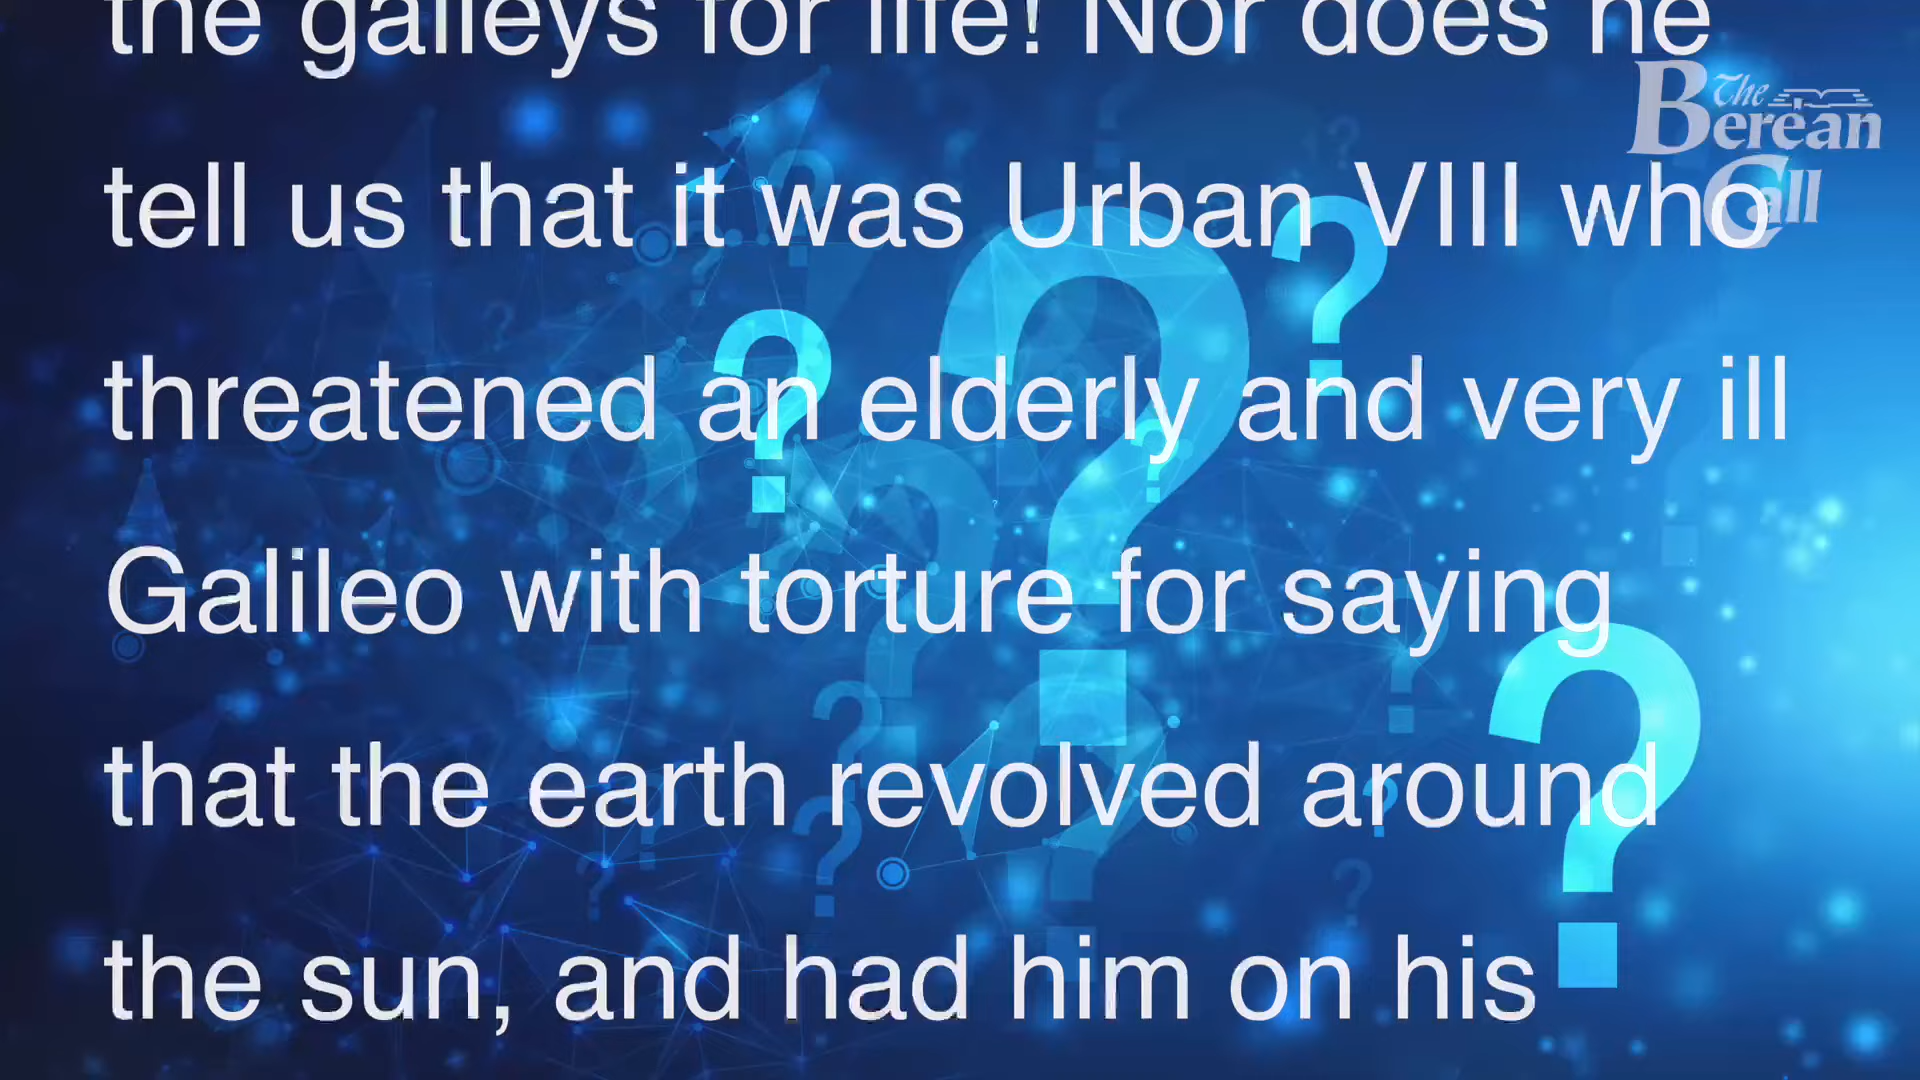 the galleys for life! Nor does he
The Berean Call
tell us that it was Urban VIII who
threatened an elderly and very ill
Galileo with torture for saying
that the earth revolved around
the sun, and had him on his